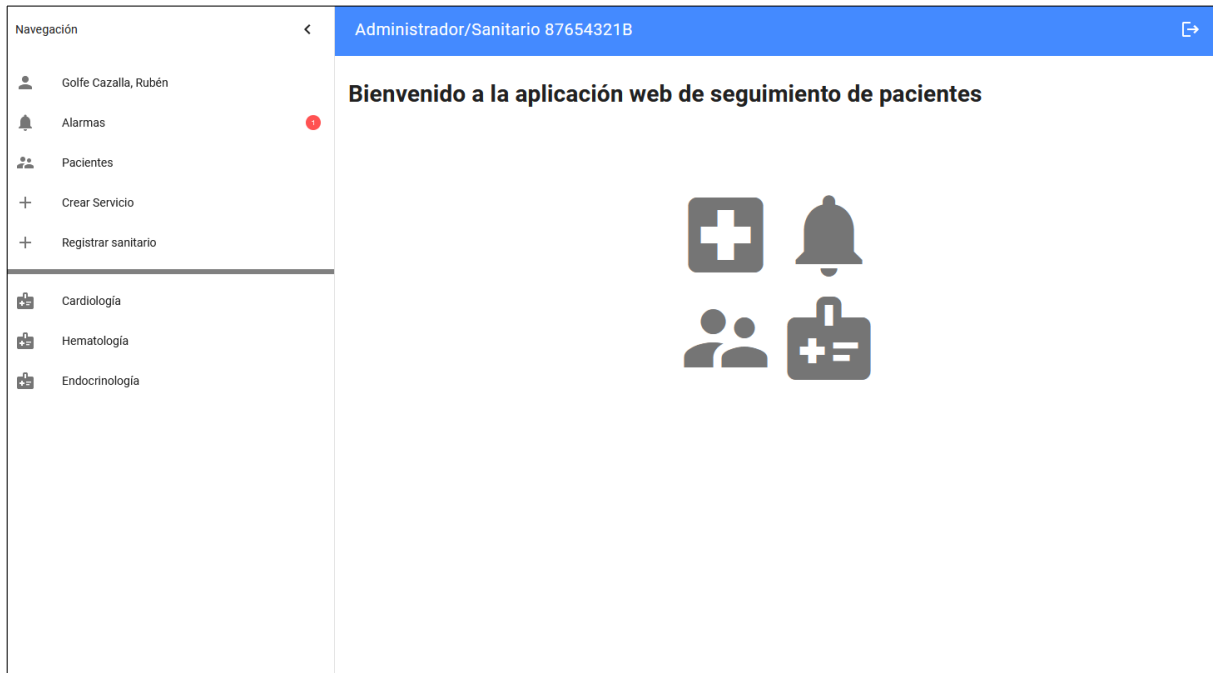 Navegación
Administrador/Sanitario 87654321B
Golfe Cazalla, Rubén
Alarmas
1
Pacientes
Crear Servicio
Registrar sanitario
Cardiología
Hematología
Endocrinología
Bienvenido a la aplicación web de seguimiento de pacientes